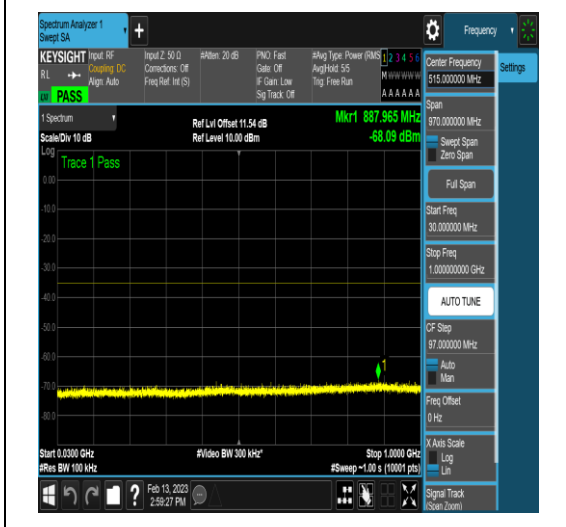 Spectrum Analyzer 1
Swept SA
+
Frequency
KEYSIGHT
RL
PASS
Input: RF
Coupling: DC
Align: Auto
Input Z: 50 Ω
Corrections: Off
Freq Ref: Int (S)
#Atten: 20 dB
PNO: Fast
Gate: Off
IF Gain: Low
Sig Track: Off
#Avg Type: Power (RMS
Avg|Hold: 5/5
Trig: Free Run
1 2 3 4 5 6
M W W W W W
A A A A A A
Center Frequency
515.000000 MHz
Settings
1 Spectrum
Scale/Div 10 dB
Ref Lvl Offset 11.54 dB
Ref Level 10.00 dBm
Mkr1 887.965 MHz
-68.09 dBm
Span
970.000000 MHz
Swept Span
Zero Span
Full Span
Start Freq
30.000000 MHz
Stop Freq
1.000000000 GHz
AUTO TUNE
CF Step
97.000000 MHz
Auto
Man
Freq Offset
0 Hz
X Axis Scale
Log
Lin
Signal Track
(Span Zoom)
Log
Trace 1 Pass
0.00
-10.0
-20.0
-30.0
-40.0
-50.0
-60.0
-70.0
-80.0
1
Start 0.0300 GHz
#Res BW 100 kHz
#Video BW 300 kHz*
Stop 1.0000 GHz
#Sweep ~1.00 s (10001 pts)
?
Feb 13, 2023
2:59:27 PM